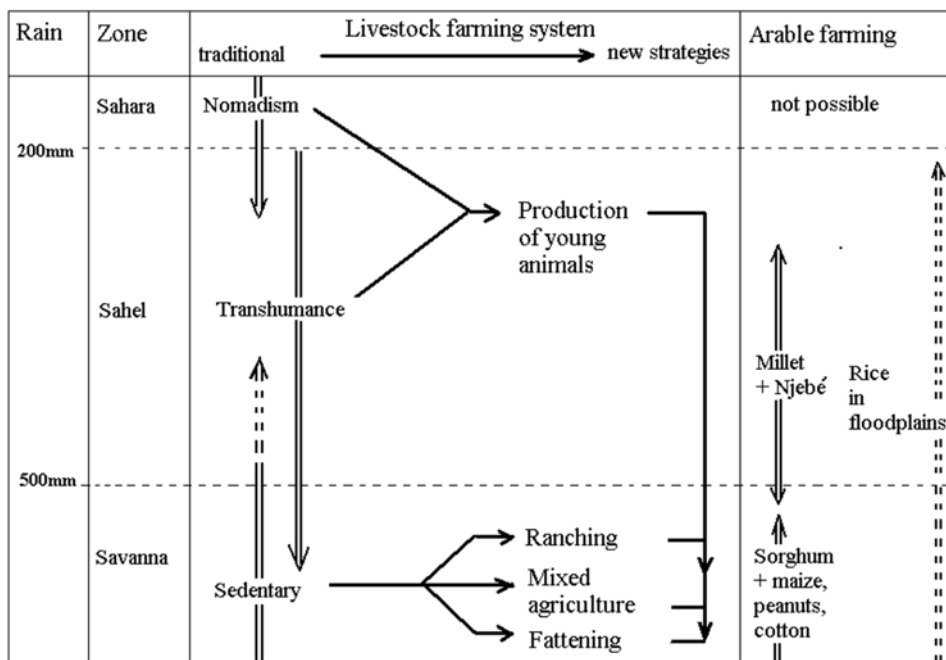 Rain
Zone
Livestock farming system
Arable farming
traditional
new strategies
Sahara
Nomadism
not possible
200mm
Production
of young
animals
Sahel
Transhumance
Millet
+ Njebé
Rice
in
floodplains
500mm
Savanna
Sedentary
Ranching
Mixed
agriculture
Fattening
Sorghum
+ maize,
peanuts,
cotton